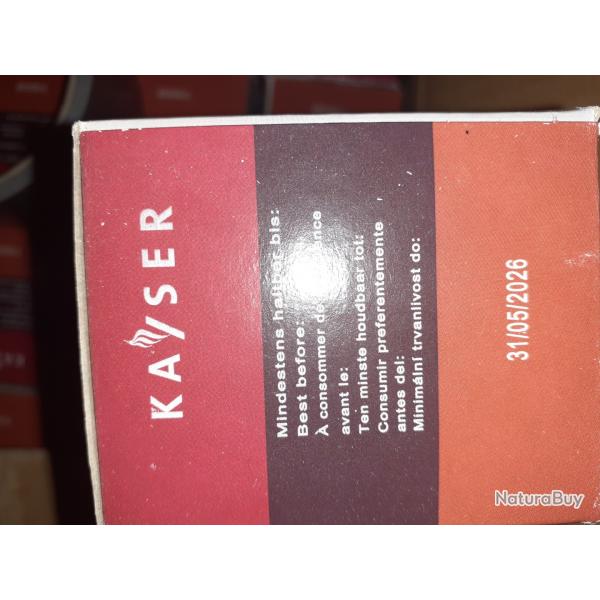 KAYSER
Mindestens haltbar bis:
Best before:
À consommer de
avant le:
Ten minste houdbaar tot:
Consumir preferentemente
antes del:
Minimální trvanlivost do:
31/05/2026
NaturaBuy